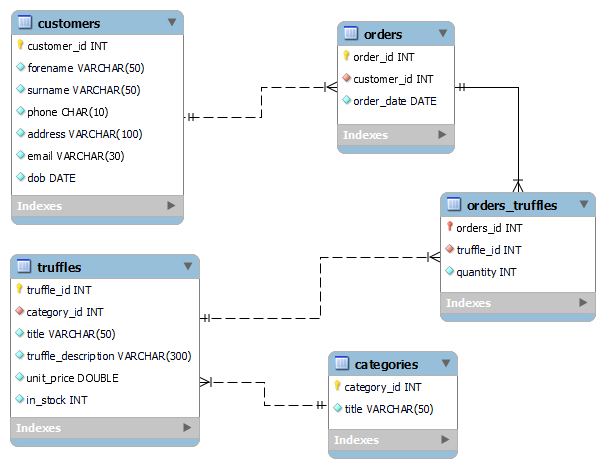 customers
customer_id INT
forename VARCHAR(50)
surname VARCHAR(50)
phone CHAR(10)
address VARCHAR(100)
email VARCHAR(30)
dob DATE
Indexes
orders
order_id INT
customer_id INT
order_date DATE
Indexes
orders_truffles
orders_id INT
truffle_id INT
quantity INT
Indexes
truffles
truffle_id INT
category_id INT
title VARCHAR(50)
truffle_description VARCHAR(300)
unit_price DOUBLE
in_stock INT
Indexes
categories
category_id INT
title VARCHAR(50)
Indexes